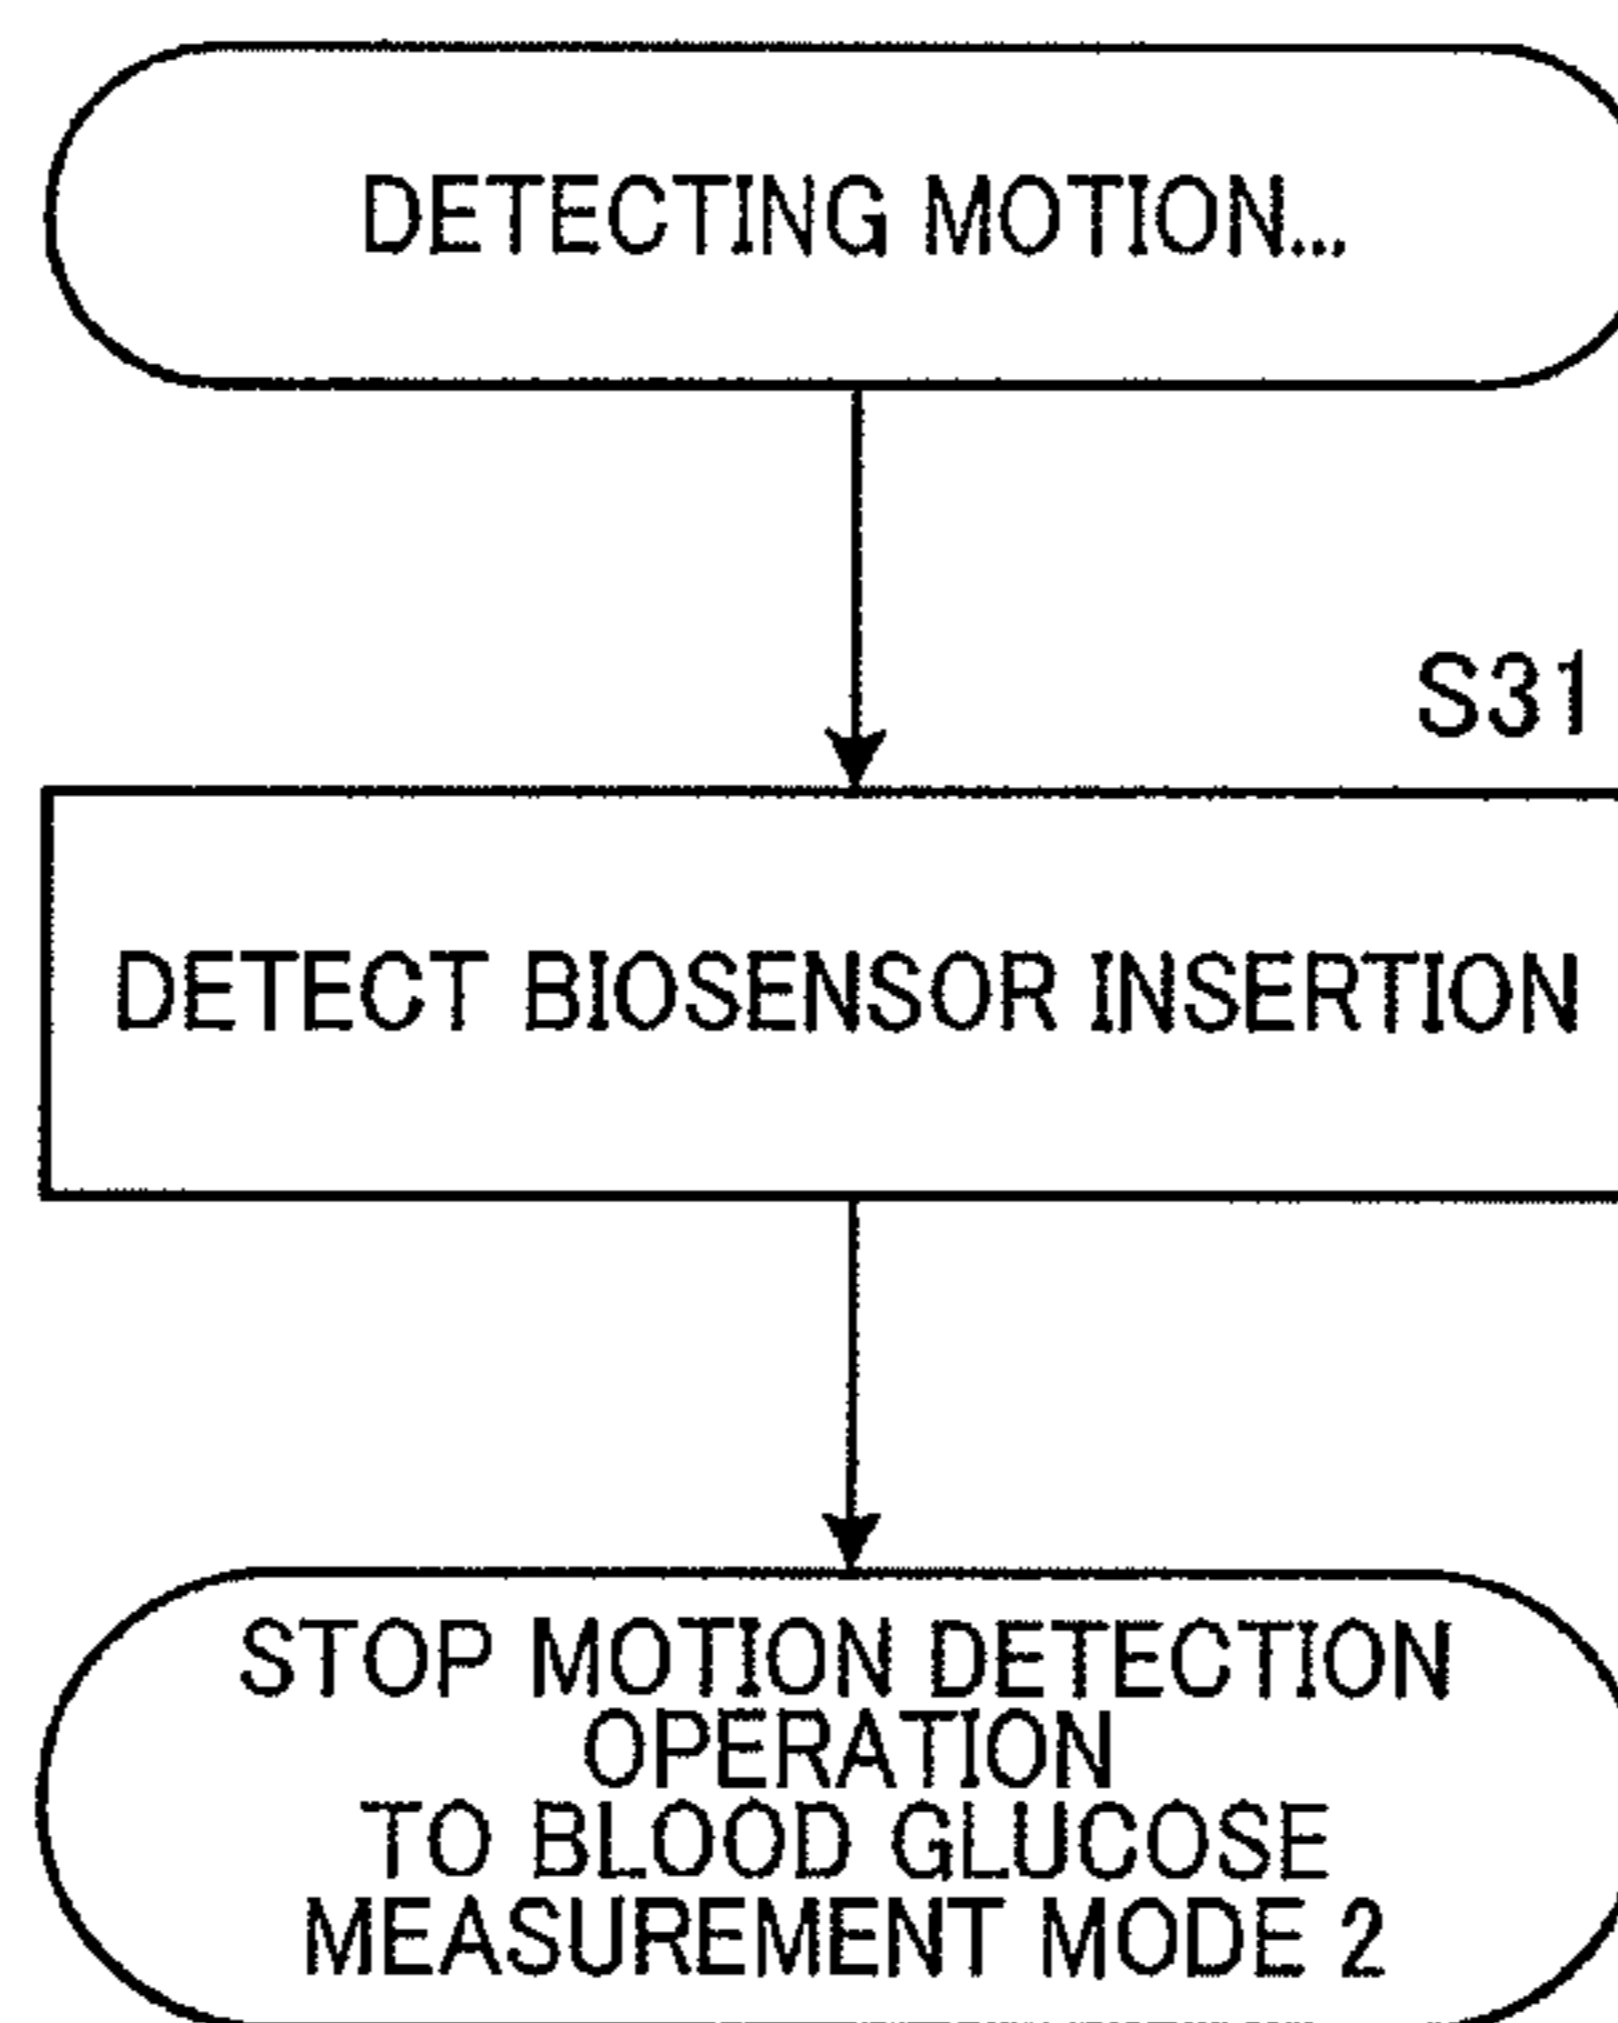 DETECTING MOTION...
S31
DETECT BIOSENSOR INSERTION
STOP MOTION DETECTION
OPERATION
TO BLOOD GLUCOSE
MEASUREMENT MODE 2